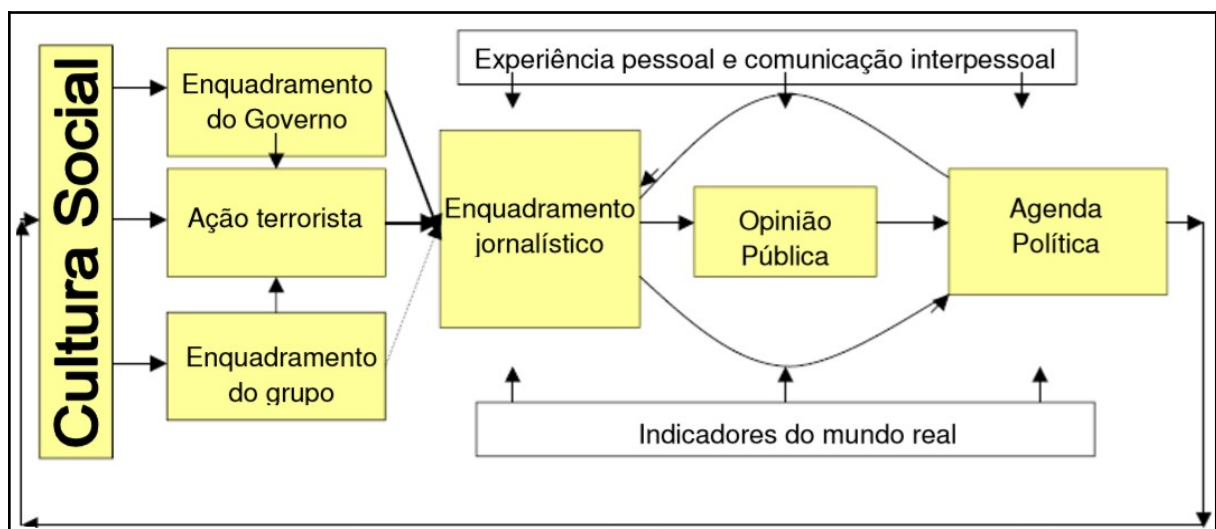 Cultura Social
Enquadramento
do Governo
Ação terrorista
Enquadramento
do grupo
Experiência pessoal e comunicação interpessoal
Enquadramento
jornalístico
Opinião
Pública
Agenda
Política
Indicadores do mundo real